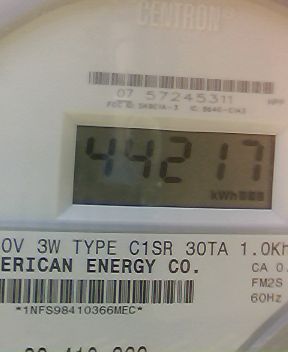 CENTRON
07 57245311
44217
kWh
0V 3W TYPE C1SR 30TA 1.0Kh
ERICAN ENERGY CO.
CA 0.
FM2S
60Hz
*1NFS98410366MEC*